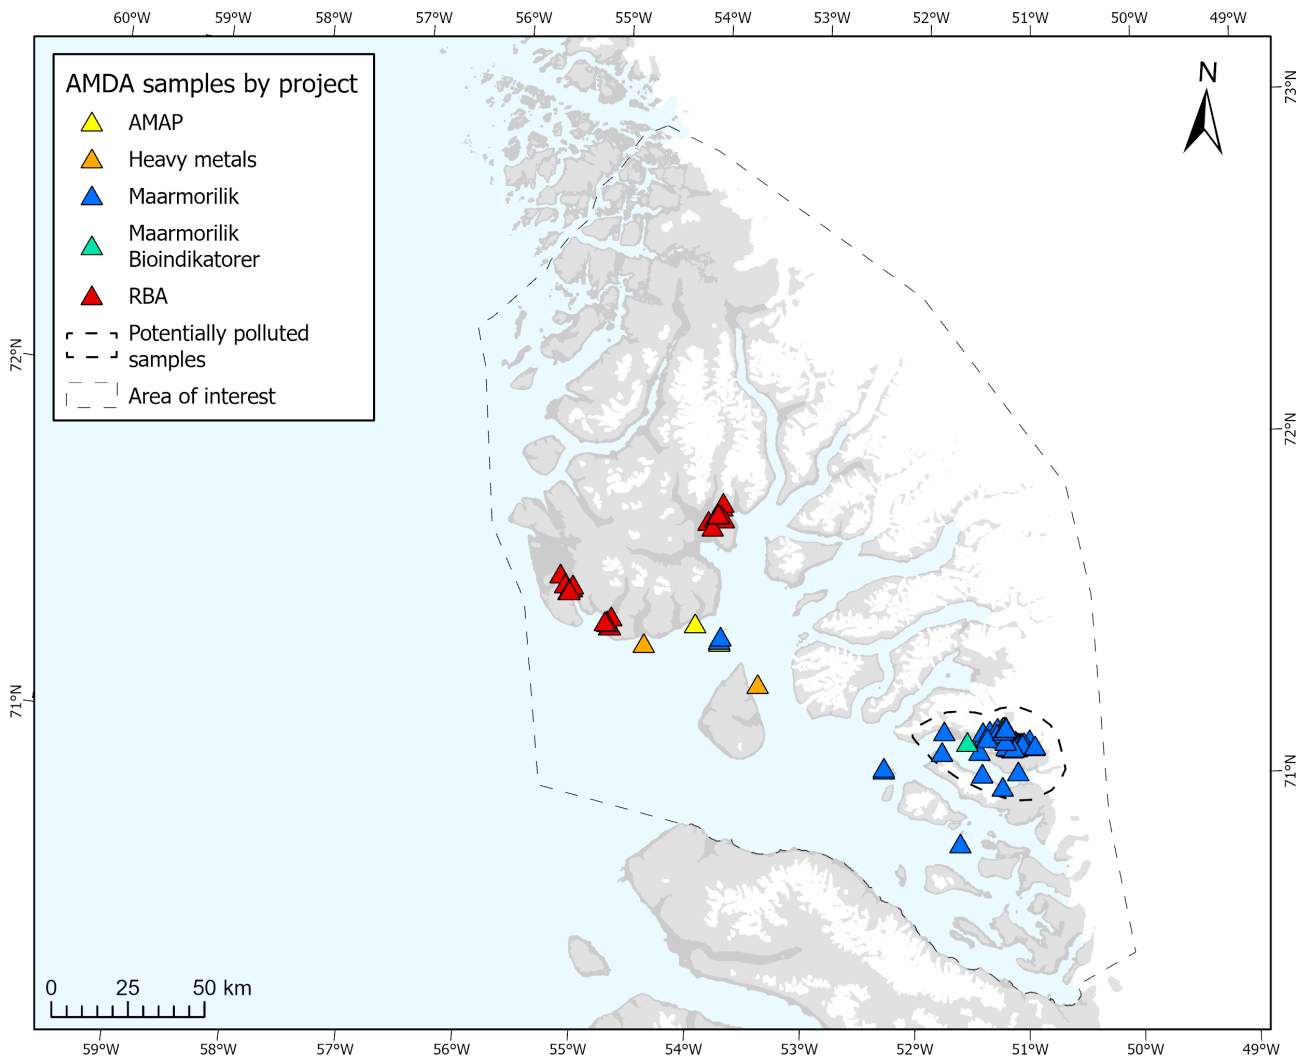 60°W 59°W 58°W 57°W 56°W 55°W 54°W 53°W 52°W 51°W 50°W 49°W
AMDA samples by project
AMAP
Heavy metals
Maarmorilik
Maarmorilik
Bioindikatorer
RBA
Potentially polluted
samples
Area of interest
N
73°N
72°N
72°N
71°N
71°N
0 25 50 km
59°W 58°W 57°W 56°W 55°W 54°W 53°W 52°W 51°W 50°W 49°W